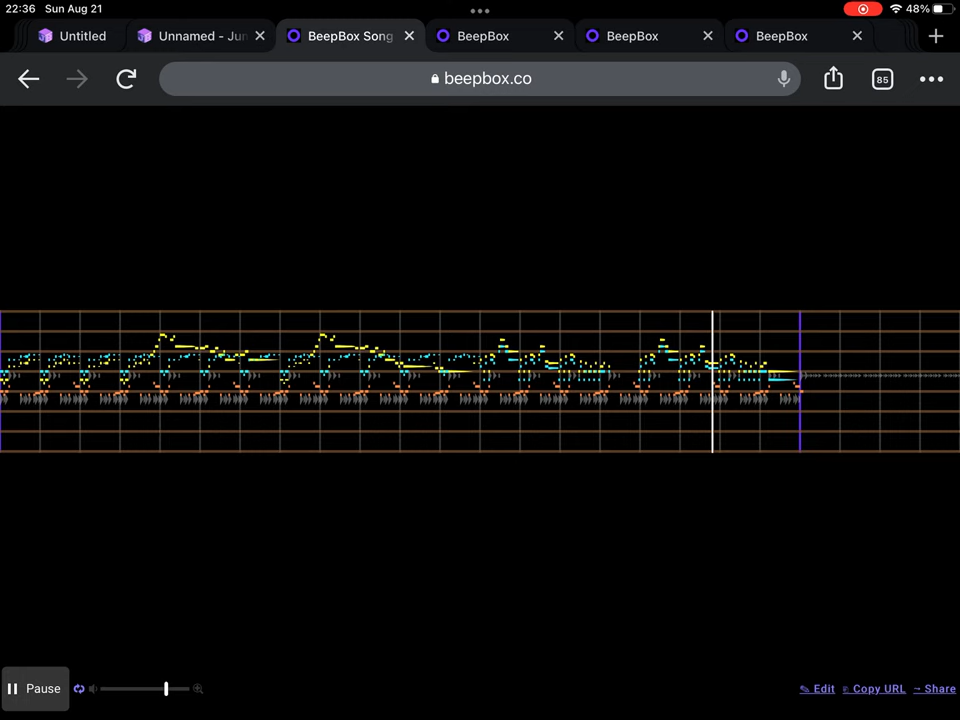 22:36 Sun Aug 21
48%
Untitled
Unnamed - Jun
BeepBox Song
BeepBox
BeepBox
BeepBox
beepbox.co
85
Pause
Edit
Copy URL
Share